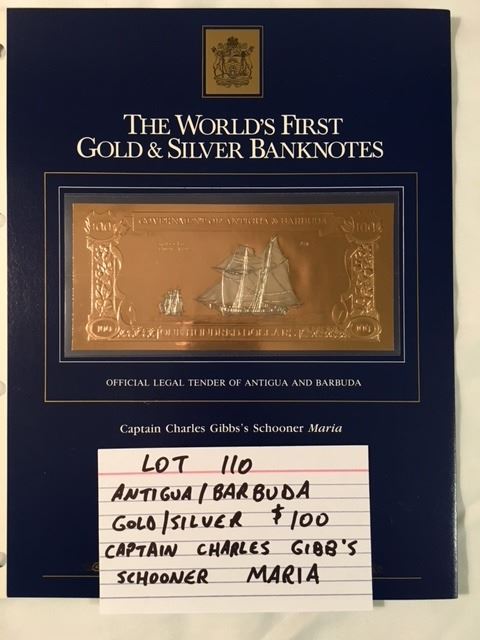 THE WORLD'S FIRST
GOLD & SILVER BANKNOTES
GOVERNMENT OF ANTIGUA & BARBUDA
100
100
100
ONE HUNDRED DOLLARS
100
OFFICIAL LEGAL TENDER OF ANTIGUA AND BARBUDA
Captain Charles Gibbs's Schooner Maria
LOT 110
ANTIGUA/BARBUDA
GOLD/SILVER $100
CAPTAIN CHARLES GIBB'S
SCHOONER MARIA